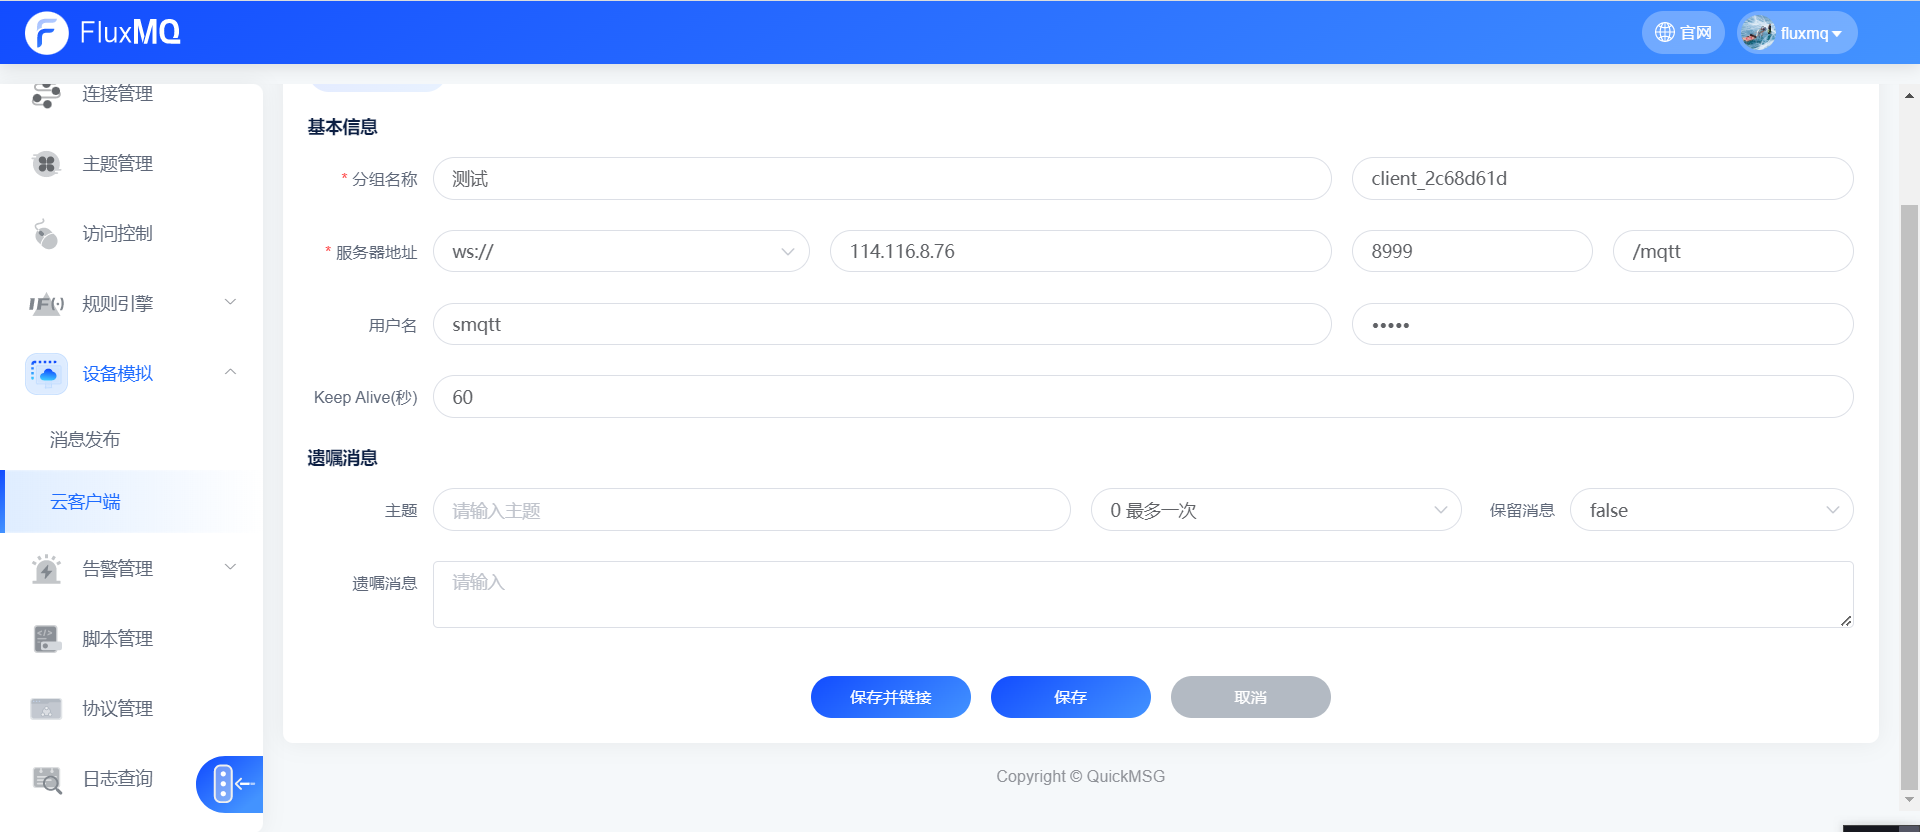 FluxMQ
官网
fluxmq
连接管理
主题管理
访问控制
IF(·) 规则引擎
设备模拟
消息发布
云客户端
告警管理
脚本管理
协议管理
日志查询
基本信息
* 分组名称 测试 client_2c68d61d
* 服务器地址 ws:// 114.116.8.76 8999 /mqtt
用户名 smqtt •••••
Keep Alive(秒) 60
遗嘱消息
主题 请输入主题 0 最多一次 保留消息 false
遗嘱消息 请输入
保存并链接 保存 取消
Copyright © QuickMSG